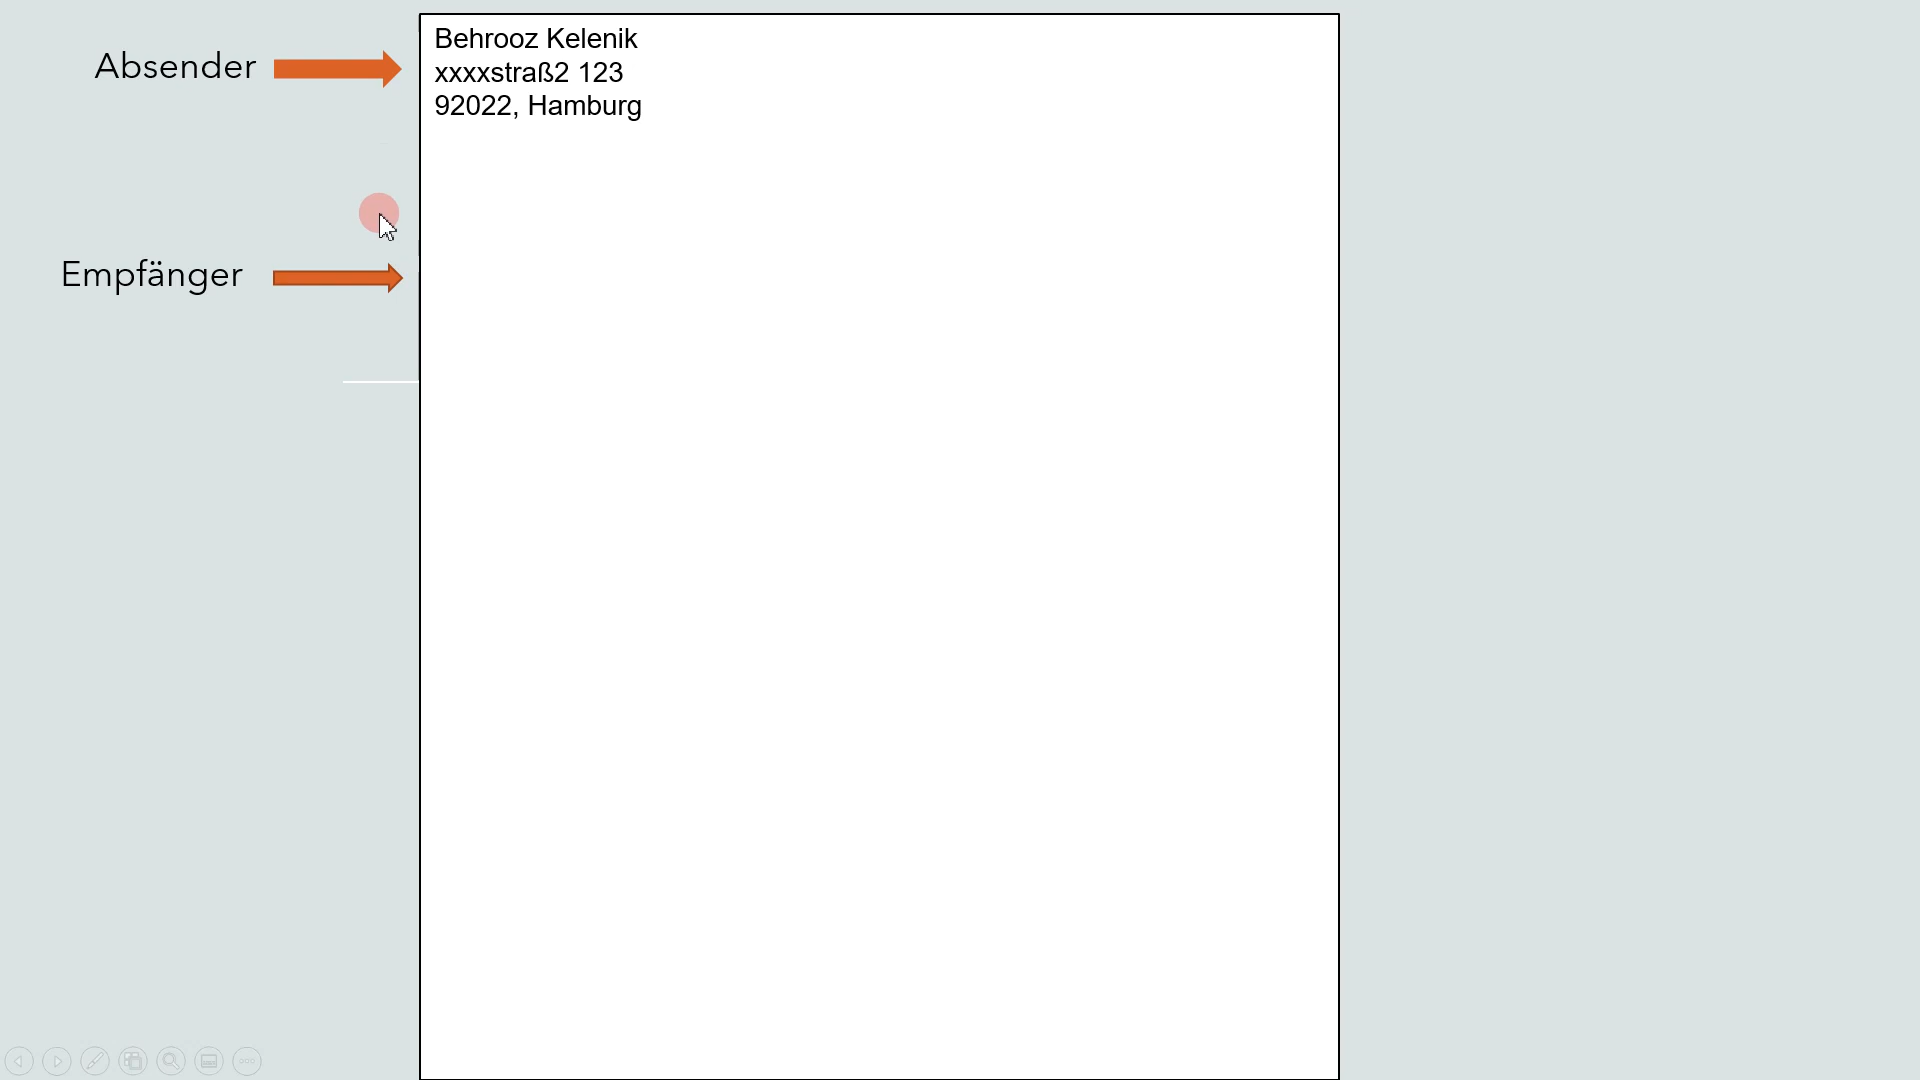 Absender
Behrooz Kelenik
xxxxstraß2 123
92022, Hamburg
Empfänger